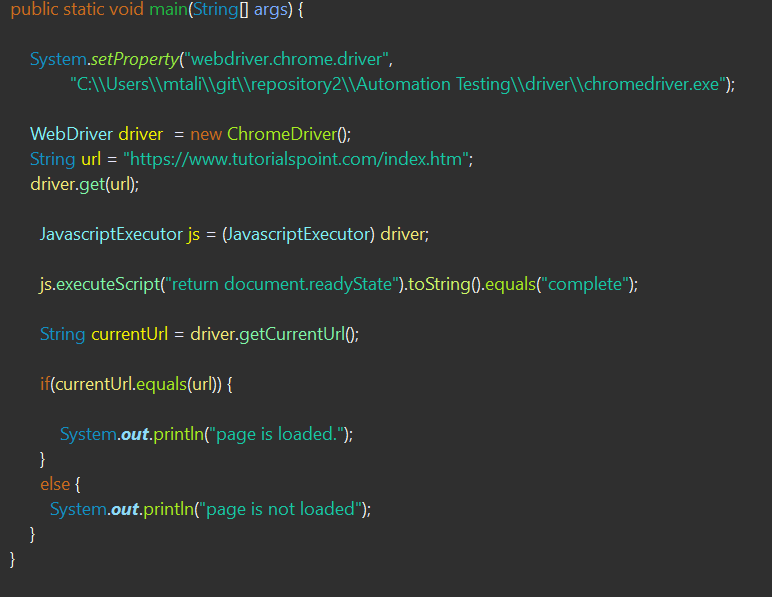 public static void main(String[] args) {
System.setProperty("webdriver.chrome.driver",
"C:\\Users\\mtali\\git\\repository2\\Automation Testing\\driver\\chromedriver.exe");
WebDriver driver  = new ChromeDriver();
String url = "https://www.tutorialspoint.com/index.htm";
driver.get(url);
JavascriptExecutor js = (JavascriptExecutor) driver;
js.executeScript("return document.readyState").toString().equals("complete");
String currentUrl = driver.getCurrentUrl();
if(currentUrl.equals(url)) {
System.out.println("page is loaded.");
}
else {
System.out.println("page is not loaded");
}
}